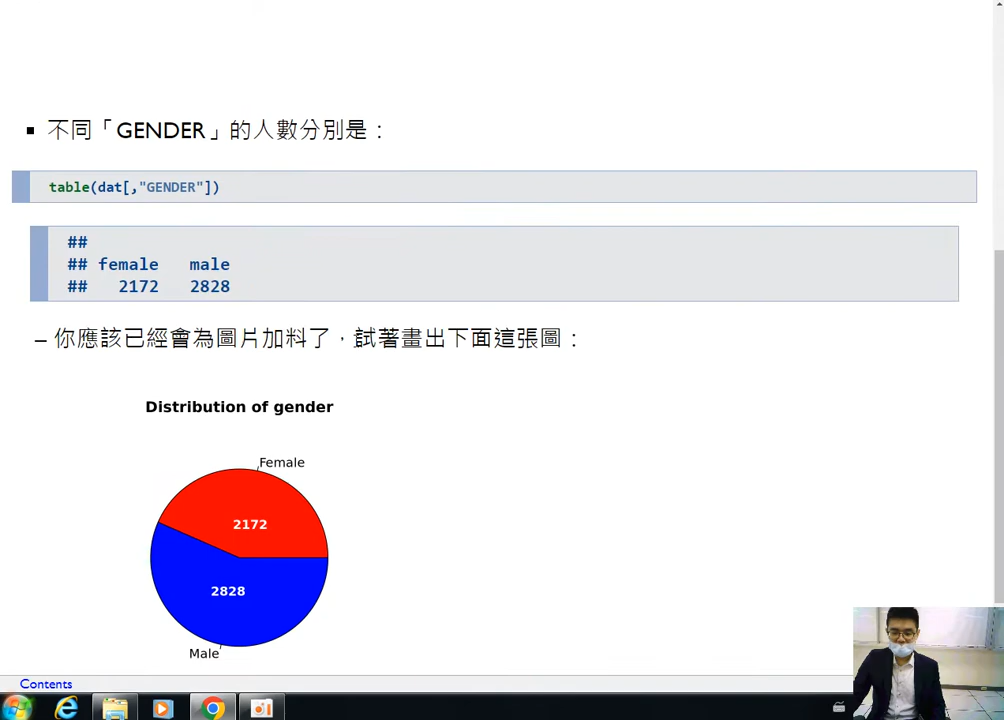 ▪ 不同「GENDER」的人數分別是：
table(dat[,"GENDER"])
##
## female   male
##   2172   2828
– 你應該已經會為圖片加料了，試著畫出下面這張圖：
Distribution of gender
Female
2172
2828
Male
Contents